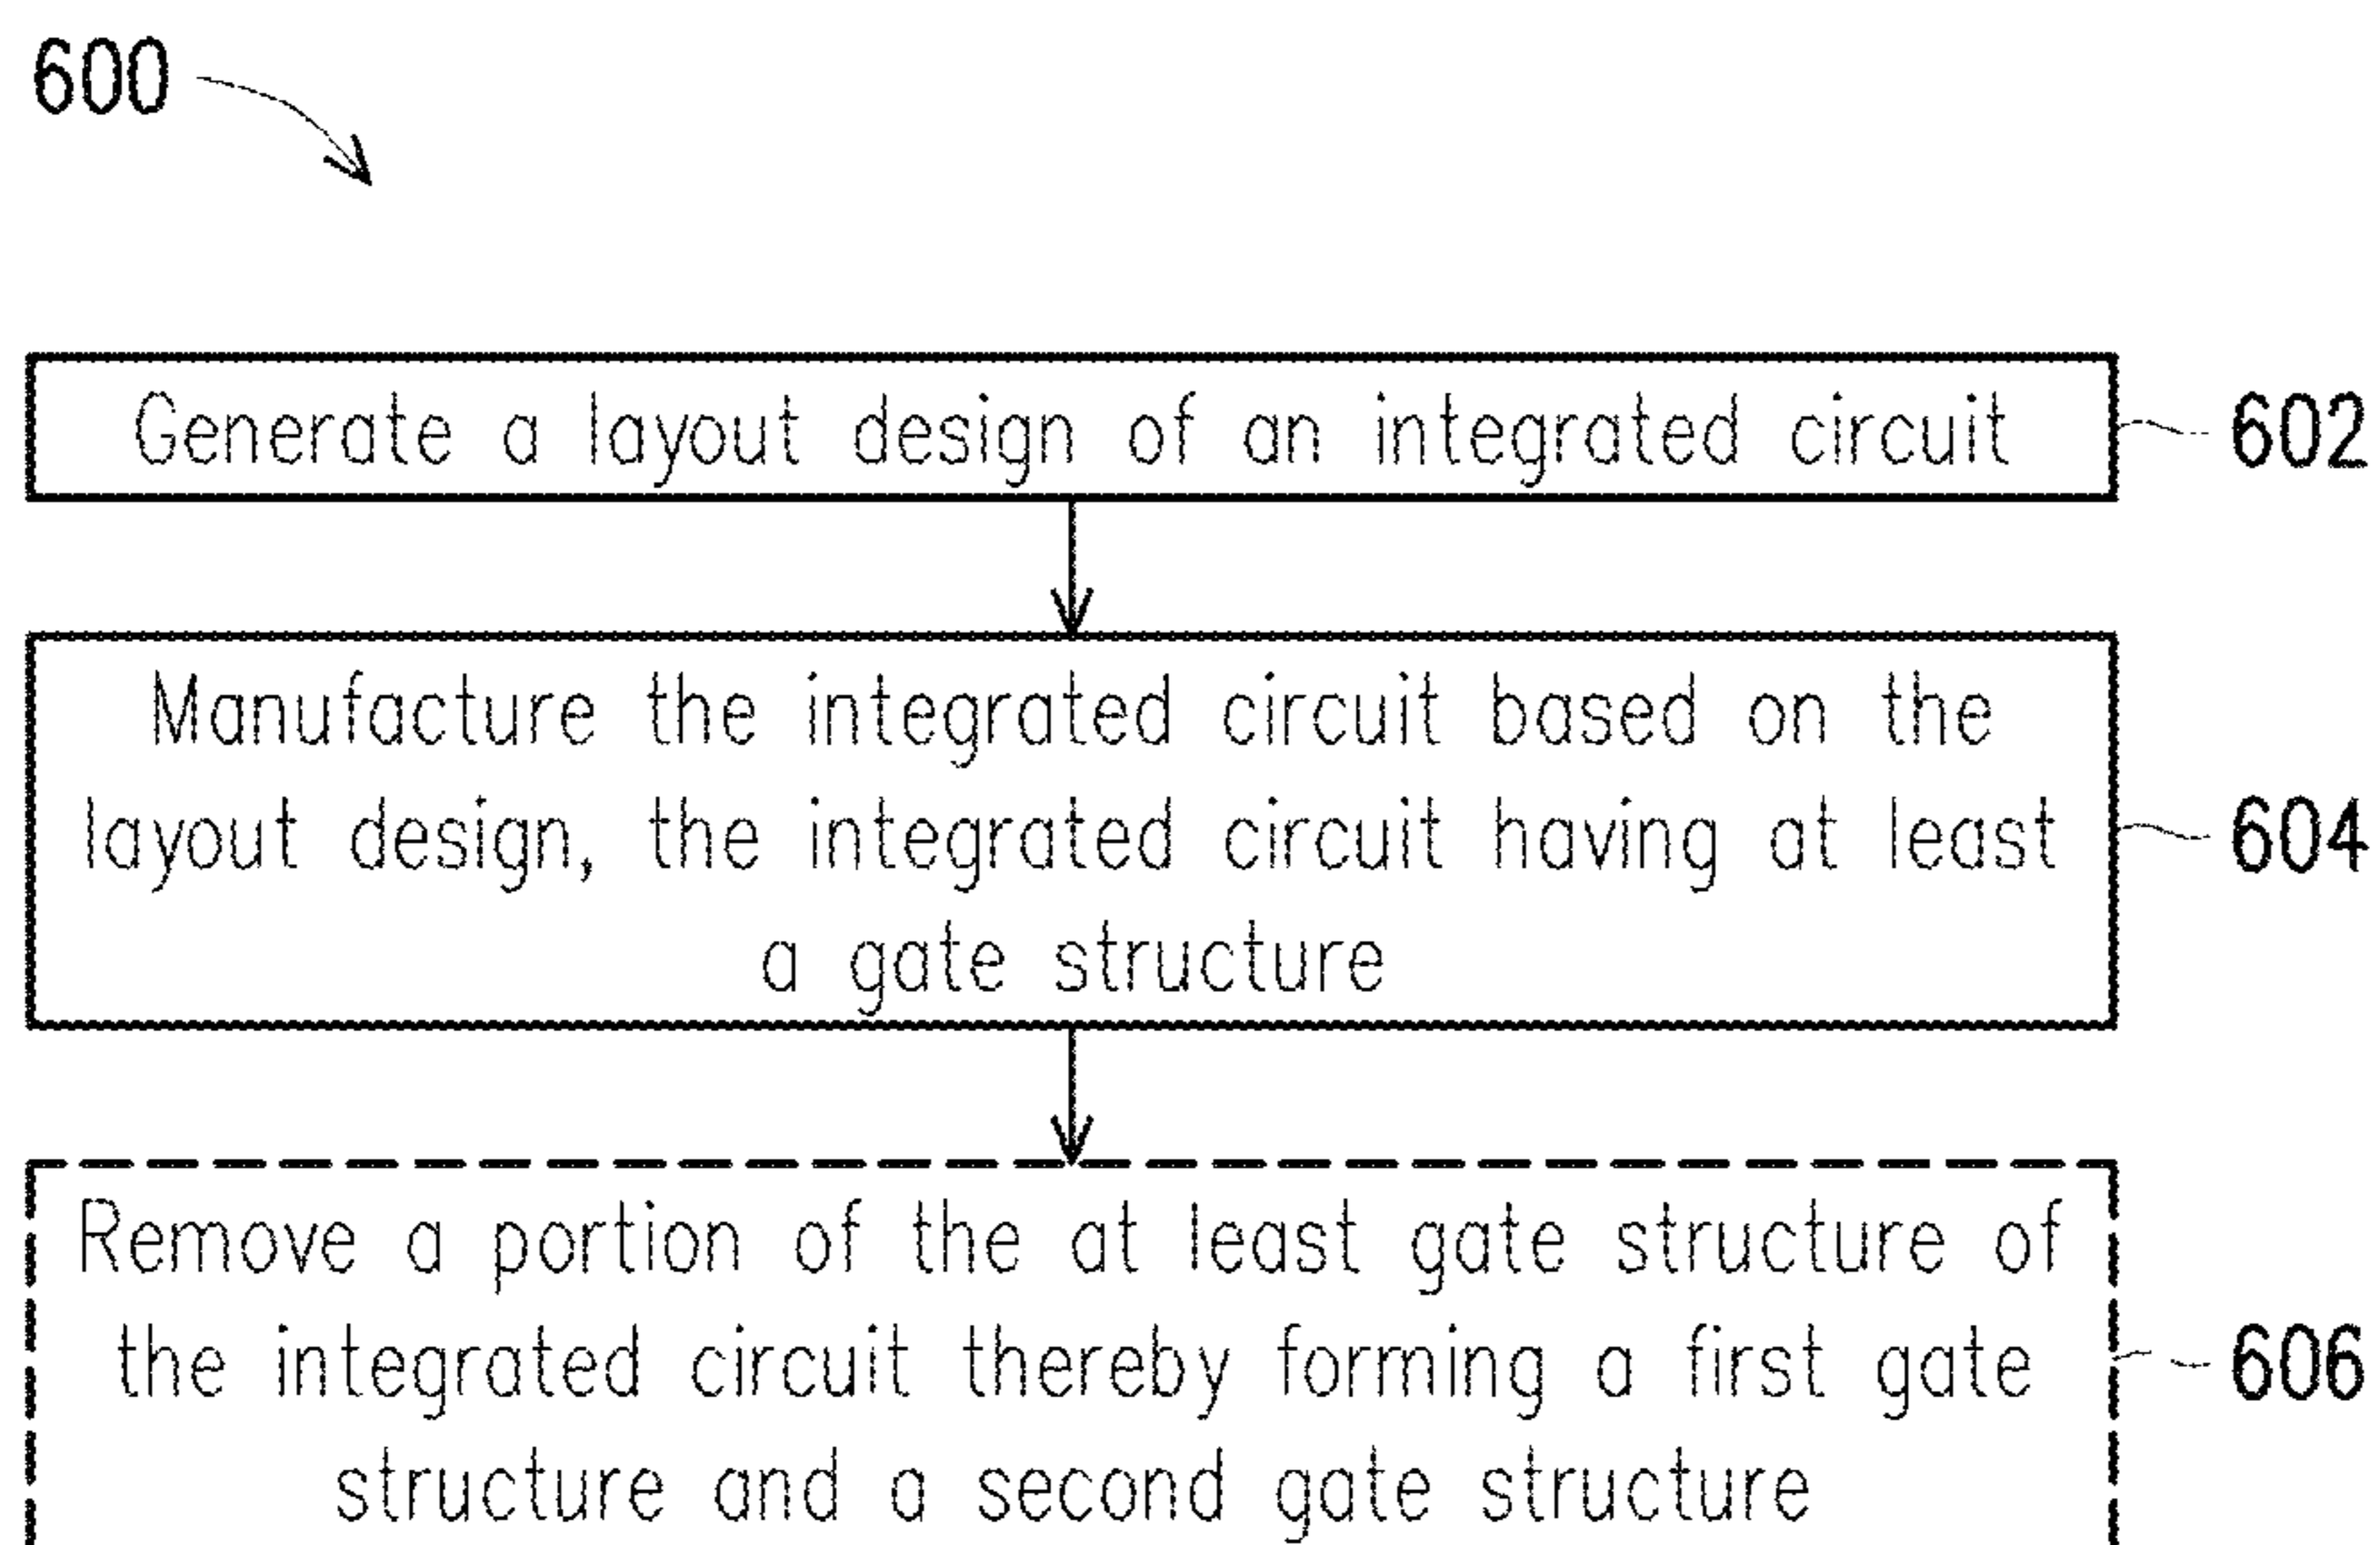 600
Generate a layout design of an integrated circuit
602
Manufacture the integrated circuit based on the
layout design, the integrated circuit having at least
a gate structure
604
Remove a portion of the at least gate structure of
the integrated circuit thereby forming a first gate
structure and a second gate structure
606